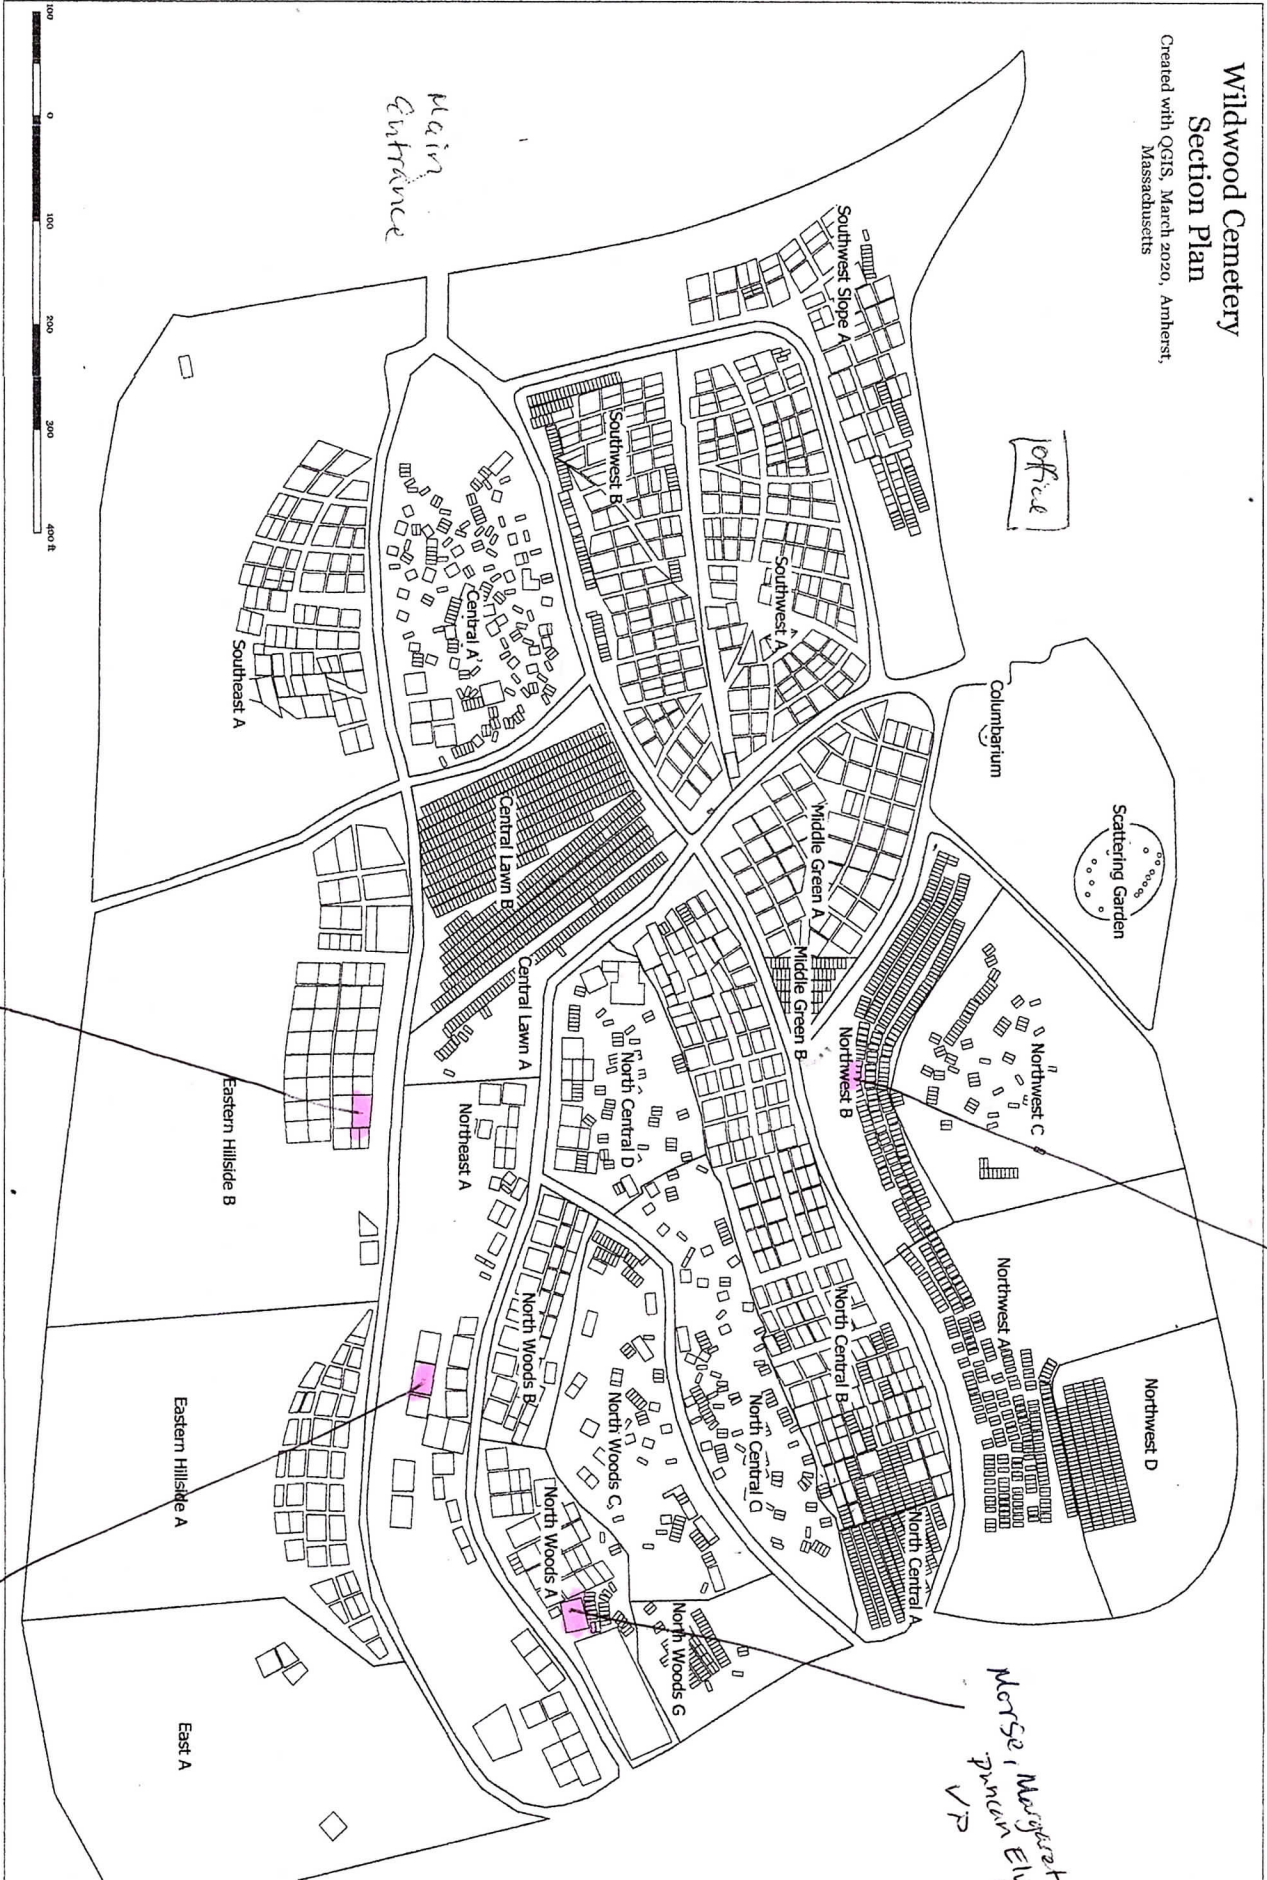 Wildwood Cemetery
Section Plan
Created with QGIS, March 2020, Amherst,
Massachusetts
100 0 100 200 300 400 ft
Main
Entrance
office
Southwest Slope A
Southwest B
Southwest A
Central A
Southeast A
Columbarium
Scattering Garden
Middle Green A
Middle Green B
Central Lawn B
Central Lawn A
Northwest C
Northwest B
North Central D
Northeast A
Eastern Hillside B
Northwest A
Northwest D
North Central B
North Central C
North Central A
North Woods B
North Woods C
North Woods A
North Woods G
Eastern Hillside A
East A
Morse, Margaret
Duncan
VP